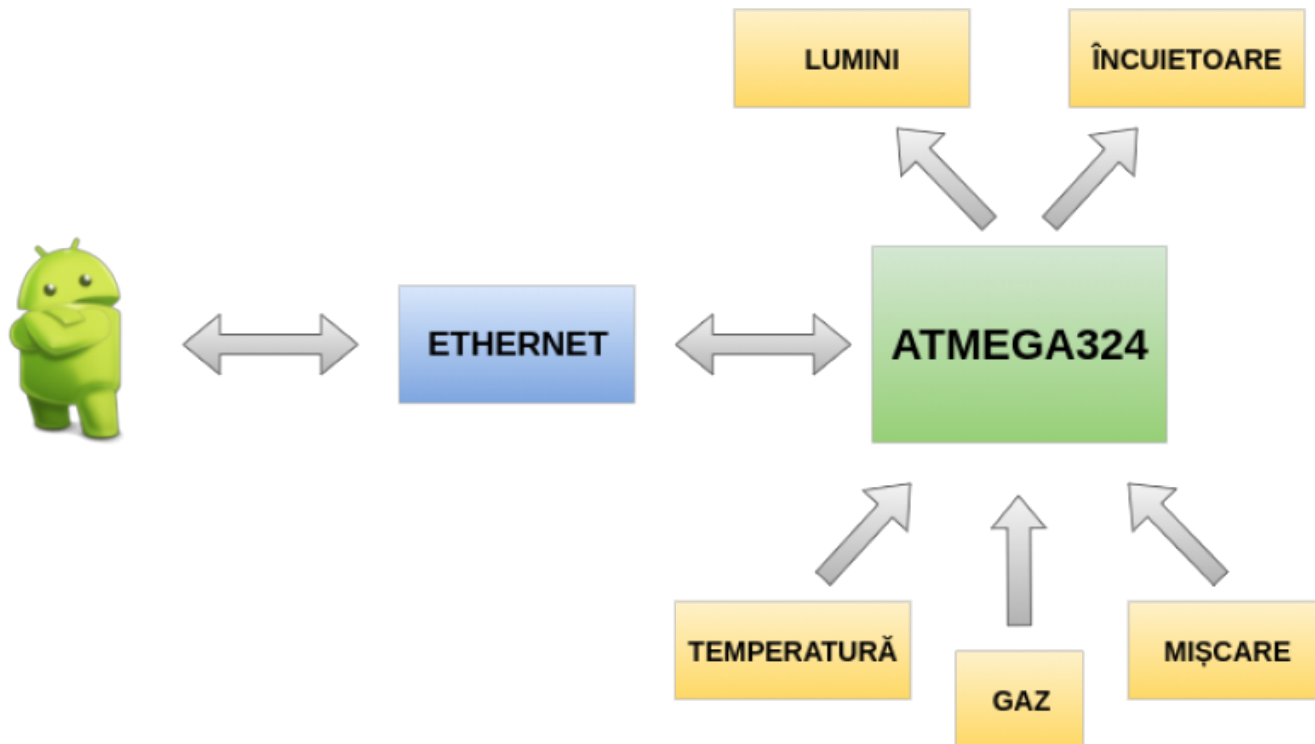 LUMINI
ÎNCUIETOARE
ETHERNET
ATMEGA324
TEMPERATURĂ
GAZ
MIȘCARE